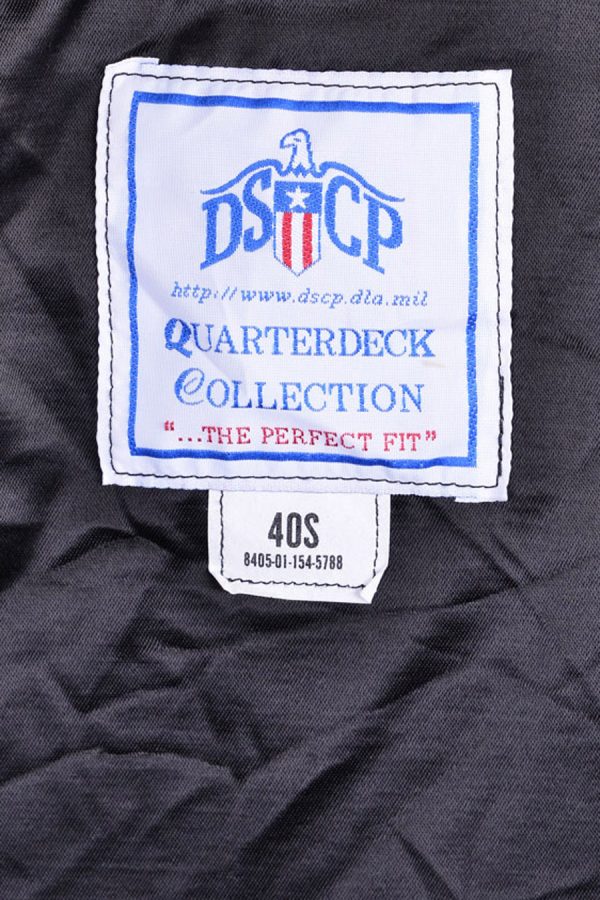 DSCP
http://www.dscp.dla.mil
QUARTERDECK
COLLECTION
"...THE PERFECT FIT"
40S
8405-01-154-5788